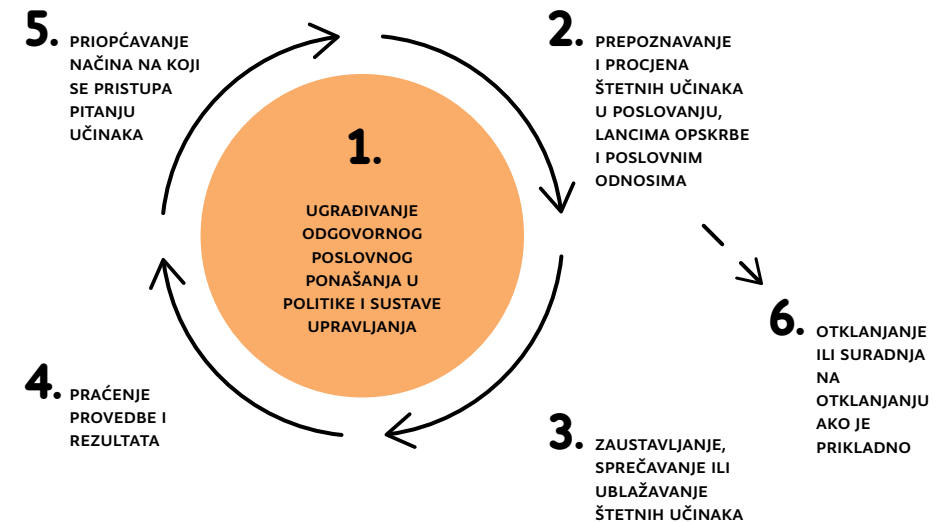 1.
UGRAĐIVANJE
ODGOVORNOG
POSLOVNOG
PONAŠANJA U
POLITIKE I SUSTAVE
UPRAVLJANJA
2. PREPOZNAVANJE
I PROCJENA
ŠTETNIH UČINAKA
U POSLOVANJU,
LANCIMA OPSKRBE
I POSLOVNIM
ODNOSIMA
3. ZAUSTAVLJANJE,
SPREČAVANJE ILI
UBLAŽAVANJE
ŠTETNIH UČINAKA
4. PRAĆENJE
PROVEDBE I
REZULTATA
5. PRIOPĆAVANJE
NAČINA NA KOJI
SE PRISTUPA
PITANJU
UČINAKA
6. OTKLANJANJE
ILI SURADNJA
NA
OTKLANJANJU
AKO JE
PRIKLADNO